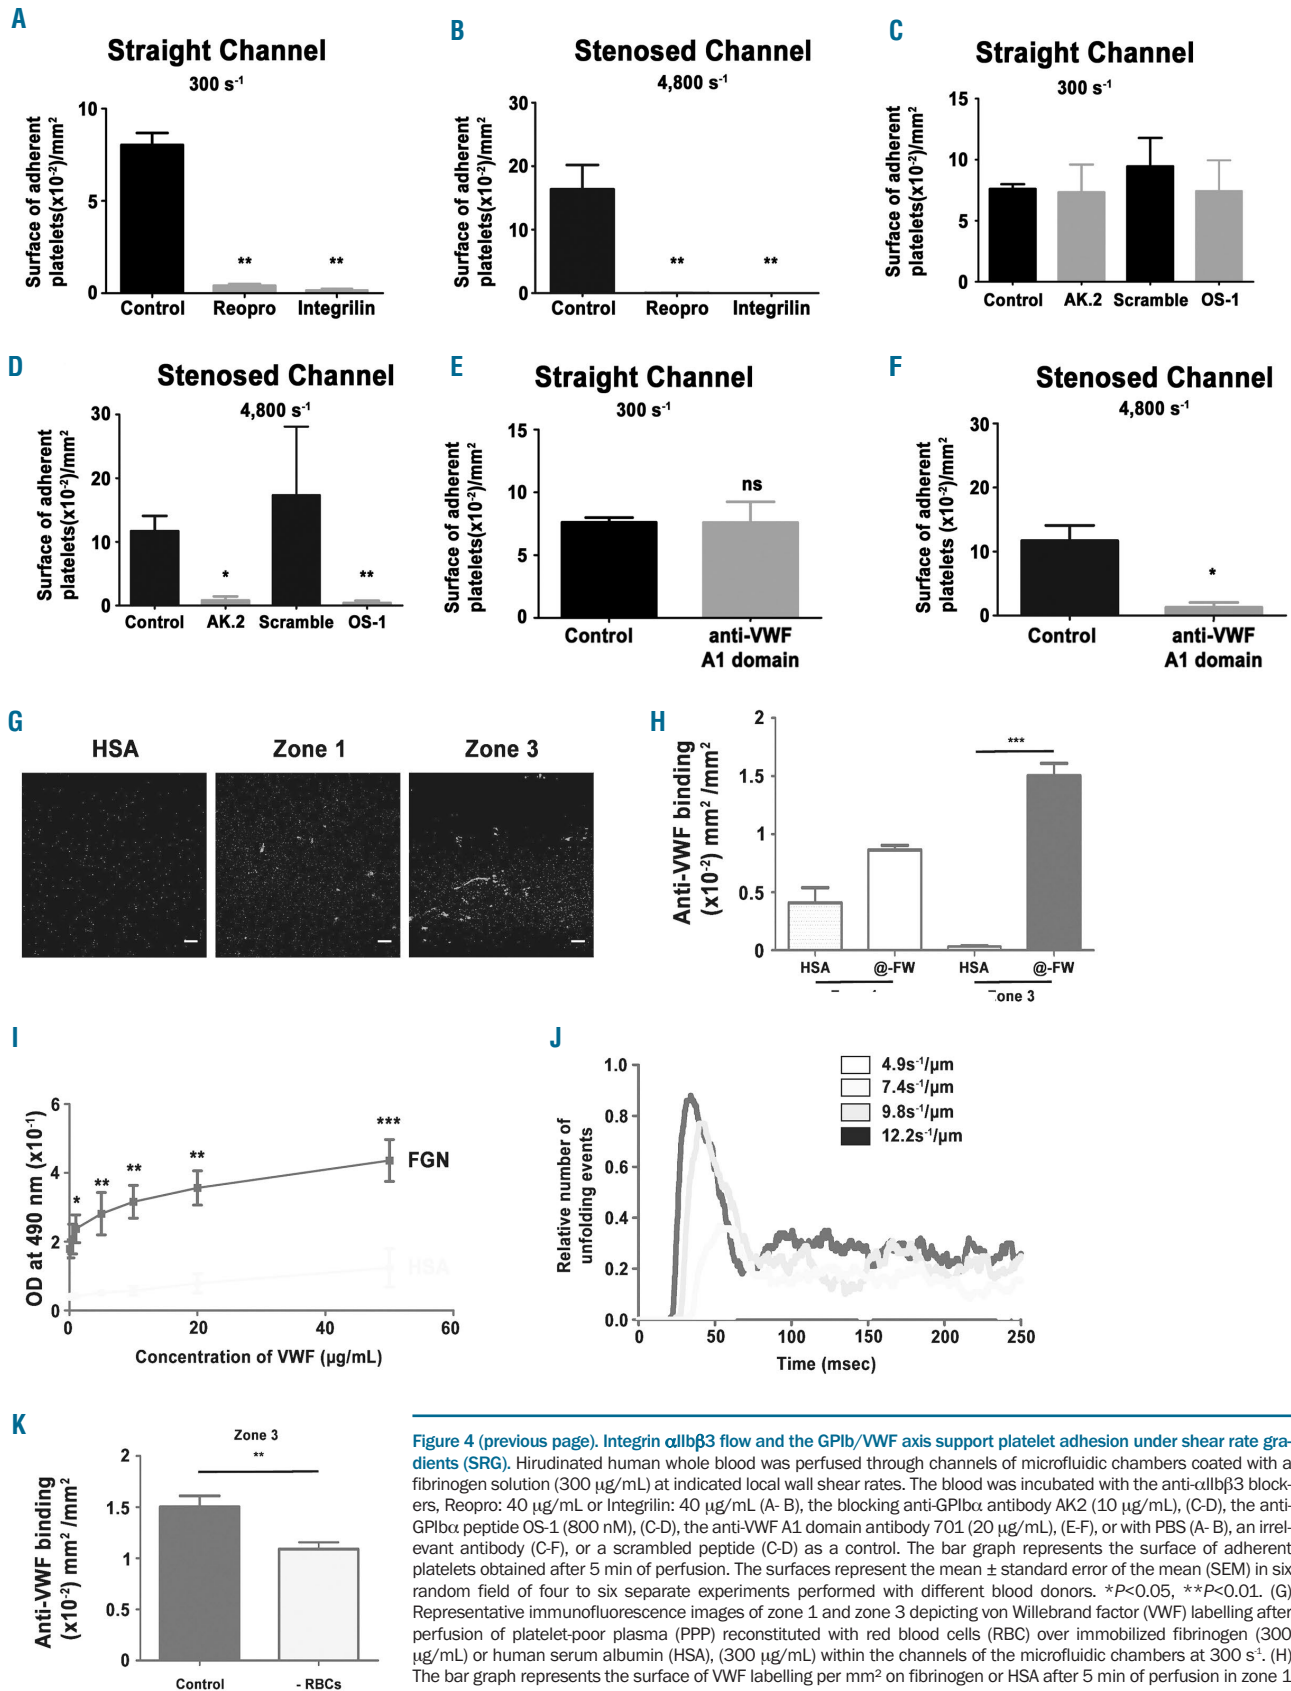 A
Straight Channel
300 s⁻¹
Surface of adherent
platelets(x10⁻²)/mm²
10
5
0
**
**
Control
Reopro
Integrilin
B
Stenosed Channel
4,800 s⁻¹
Surface of adherent
platelets(x10⁻²)/mm²
30
20
10
0
**
**
Control
Reopro
Integrilin
C
Straight Channel
300 s⁻¹
Surface of adherent
platelets(x10⁻²)/mm²
15
10
5
0
Control
AK.2
Scramble
OS-1
D
Stenosed Channel
4,800 s⁻¹
Surface of adherent
platelets(x10⁻²)/mm²
30
20
10
0
*
**
Control
AK.2
Scramble
OS-1
E
Straight Channel
300 s⁻¹
Surface of adherent
platelets(x10⁻²)/mm²
15
10
5
0
ns
Control
anti-VWF
A1 domain
F
Stenosed Channel
4,800 s⁻¹
Surface of adherent
platelets (x10⁻²)/mm²
30
20
10
0
*
Control
anti-VWF
A1 domain
G
HSA
Zone 1
Zone 3
H
Anti-VWF binding
(x10⁻²) mm² /mm²
2
1.5
1
0.5
0
***
HSA
@-FW
HSA
@-FW
one 3
I
OD at 490 nm (x10⁻¹)
6
4
2
0
*
**
**
**
***
FGN
HSA
0
20
40
60
Concentration of VWF (µg/mL)
J
Relative number of
unfolding events
1.0
0.8
0.6
0.4
0.2
0.0
4.9s⁻¹/µm
7.4s⁻¹/µm
9.8s⁻¹/µm
12.2s⁻¹/µm
0
50
100
150
200
250
Time (msec)
K
Zone 3
**
Anti-VWF binding
(x10⁻²) mm² /mm²
2
1.5
1
0.5
0
Control
- RBCs
Figure 4 (previous page). Integrin αIIbβ3 flow and the GPIb/VWF axis support platelet adhesion under shear rate gra-
dients (SRG). Hirudinated human whole blood was perfused through channels of microfluidic chambers coated with a
fibrinogen solution (300 µg/mL) at indicated local wall shear rates. The blood was incubated with the anti-αIIbβ3 block-
ers, Reopro: 40 µg/mL or Integrilin: 40 µg/mL (A- B), the blocking anti-GPIbα antibody AK2 (10 µg/mL), (C-D), the anti-
GPIbα peptide OS-1 (800 nM), (C-D), the anti-VWF A1 domain antibody 701 (20 µg/mL), (E-F), or with PBS (A- B), an irrel-
evant antibody (C-F), or a scrambled peptide (C-D) as a control. The bar graph represents the surface of adherent
platelets obtained after 5 min of perfusion. The surfaces represent the mean ± standard error of the mean (SEM) in six
random field of four to six separate experiments performed with different blood donors. *P<0.05, **P<0.01. (G)
Representative immunofluorescence images of zone 1 and zone 3 depicting von Willebrand factor (VWF) labelling after
perfusion of platelet-poor plasma (PPP) reconstituted with red blood cells (RBC) over immobilized fibrinogen (300
µg/mL) or human serum albumin (HSA), (300 µg/mL) within the channels of the microfluidic chambers at 300 s⁻¹. (H)
The bar graph represents the surface of VWF labelling per mm² on fibrinogen or HSA after 5 min of perfusion in zone 1